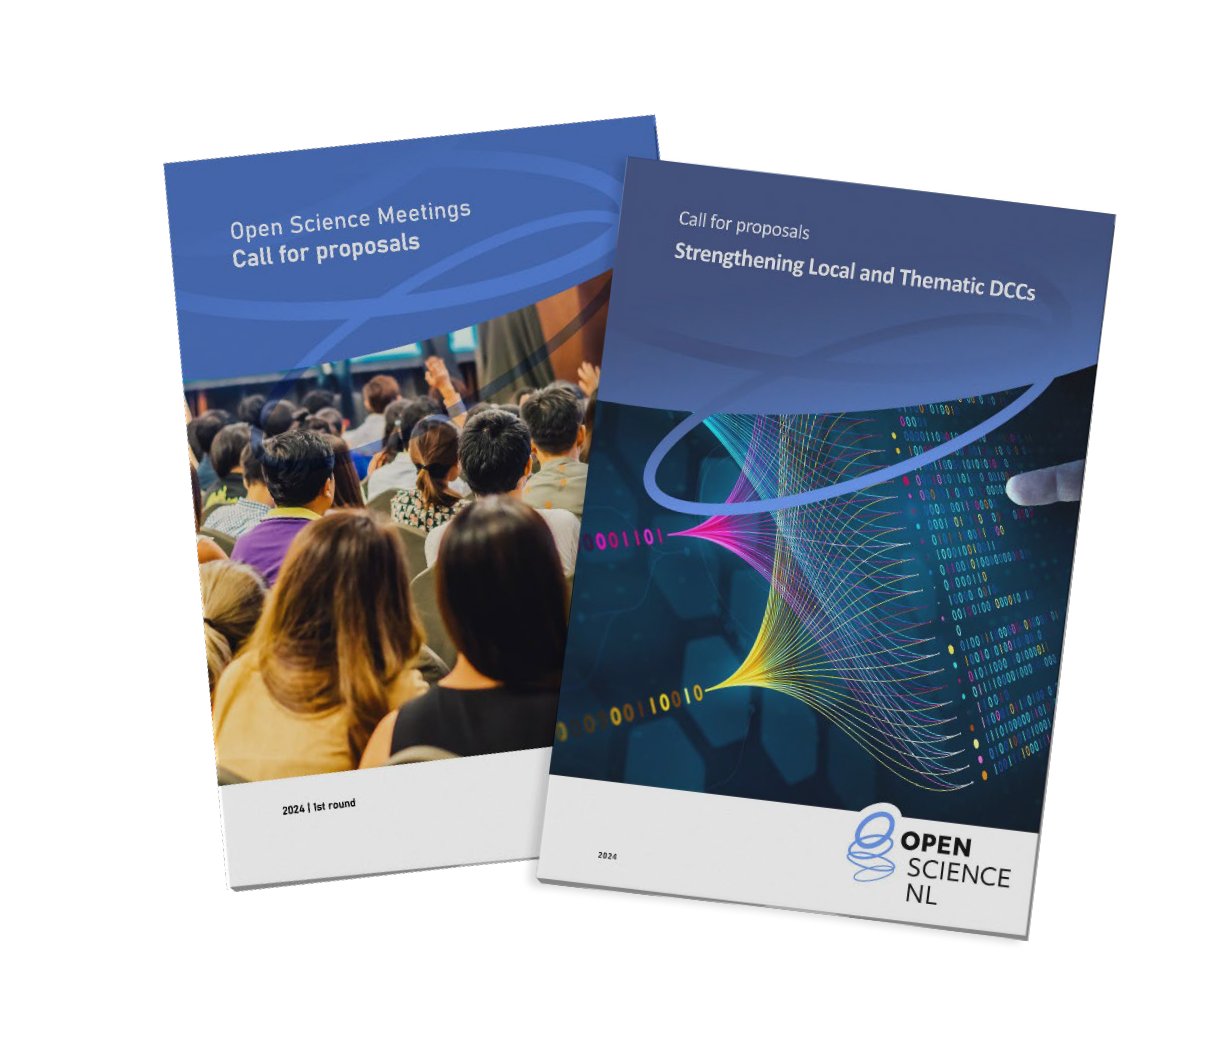 Open Science Meetings
Call for proposals
2024 | 1st round
Call for proposals
Strengthening Local and Thematic DCCs
0001101
2024
OPEN
SCIENCE
NL